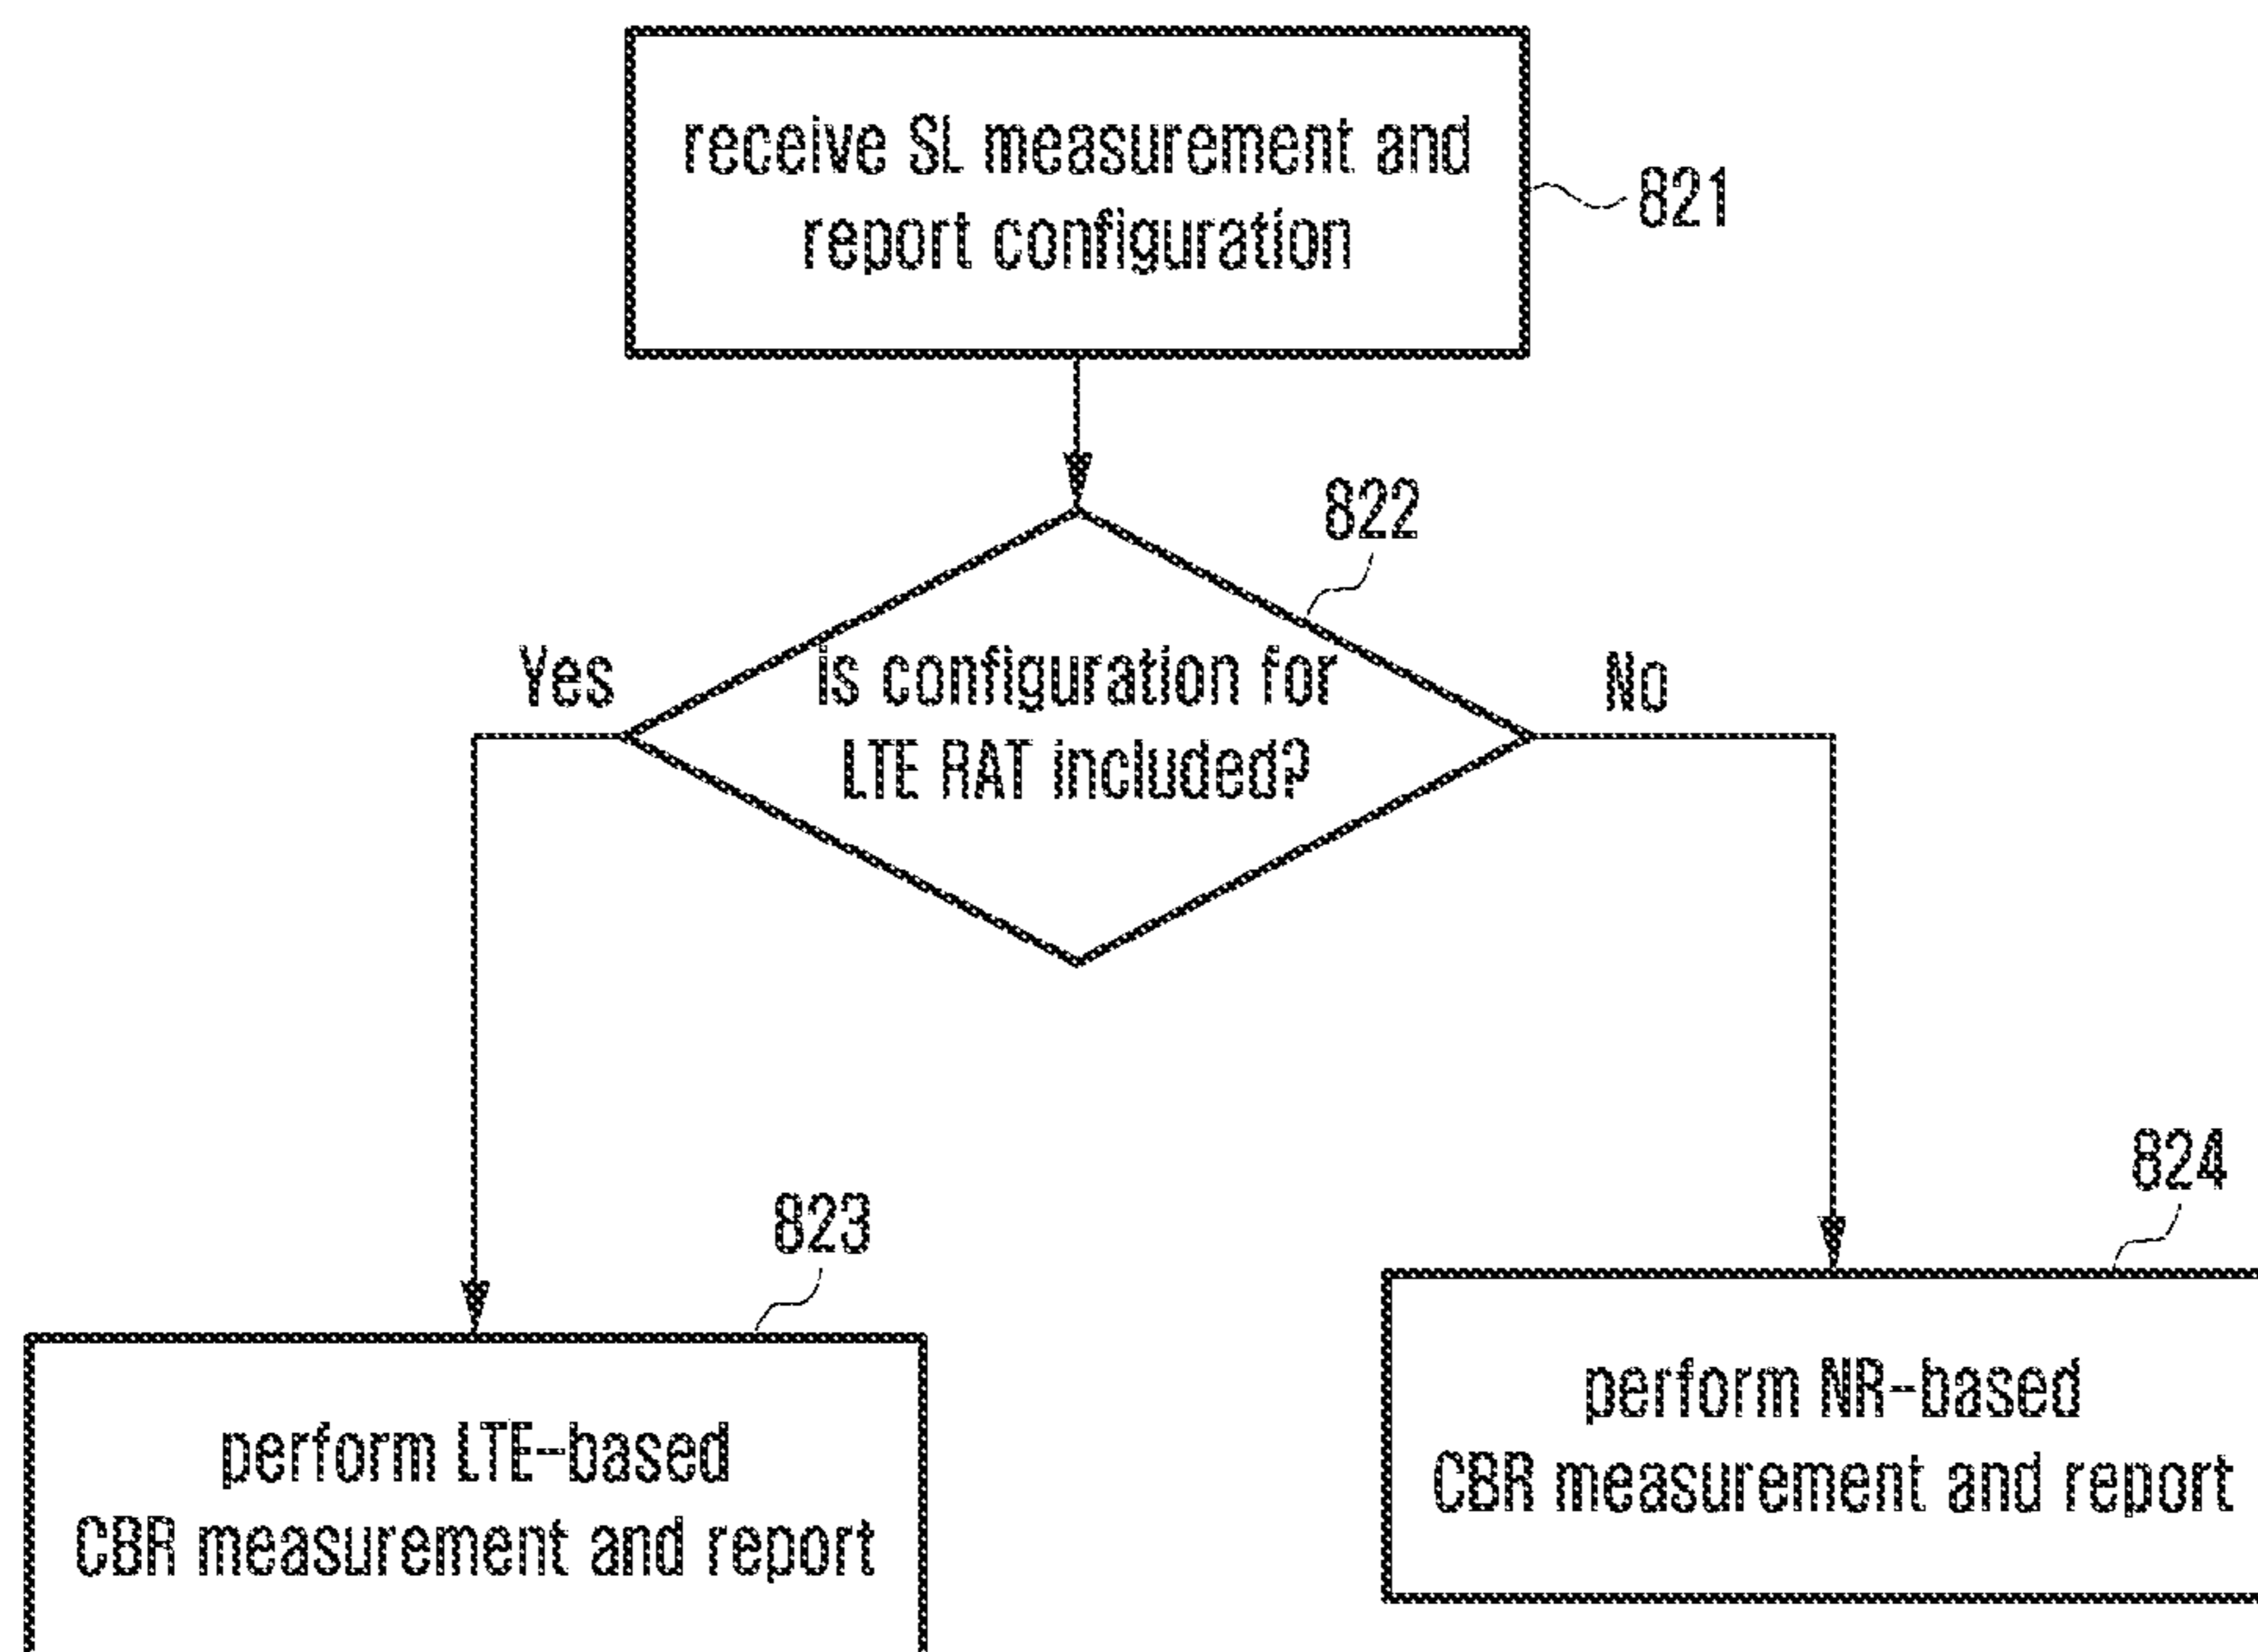 receive SL measurement and
report configuration
821
822
is configuration for
LTE RAT included?
Yes
No
823
perform LTE-based
CBR measurement and report
824
perform NR-based
CBR measurement and report